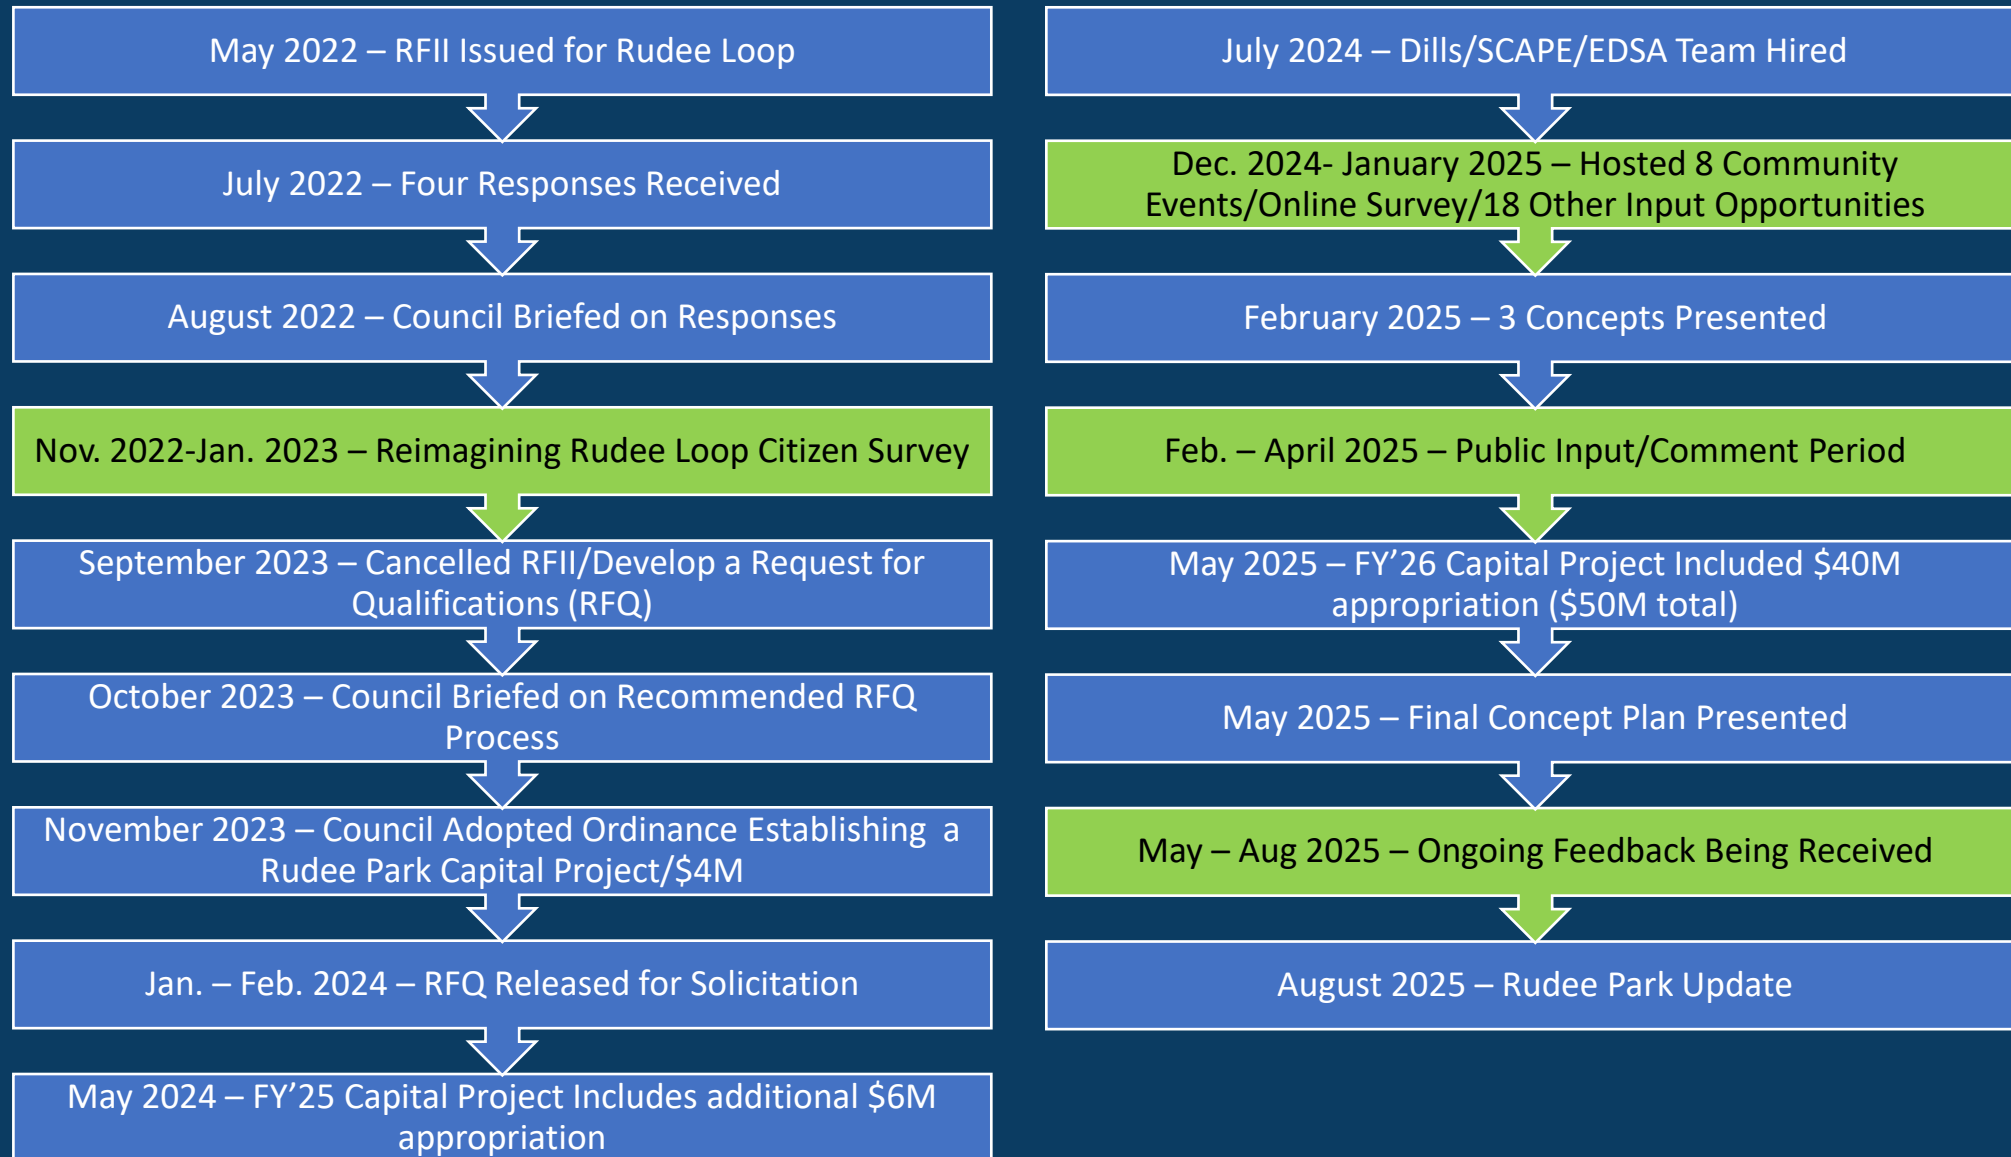 May 2022 – RFII Issued for Rudee Loop
July 2022 – Four Responses Received
August 2022 – Council Briefed on Responses
Nov. 2022-Jan. 2023 – Reimagining Rudee Loop Citizen Survey
September 2023 – Cancelled RFII/Develop a Request for
Qualifications (RFQ)
October 2023 – Council Briefed on Recommended RFQ
Process
November 2023 – Council Adopted Ordinance Establishing  a
Rudee Park Capital Project/$4M
Jan. – Feb. 2024 – RFQ Released for Solicitation
May 2024 – FY’25 Capital Project Includes additional $6M
appropriation
July 2024 – Dills/SCAPE/EDSA Team Hired
Dec. 2024- January 2025 – Hosted 8 Community
Events/Online Survey/18 Other Input Opportunities
February 2025 – 3 Concepts Presented
Feb. – April 2025 – Public Input/Comment Period
May 2025 – FY’26 Capital Project Included $40M
appropriation ($50M total)
May 2025 – Final Concept Plan Presented
May – Aug 2025 – Ongoing Feedback Being Received
August 2025 – Rudee Park Update